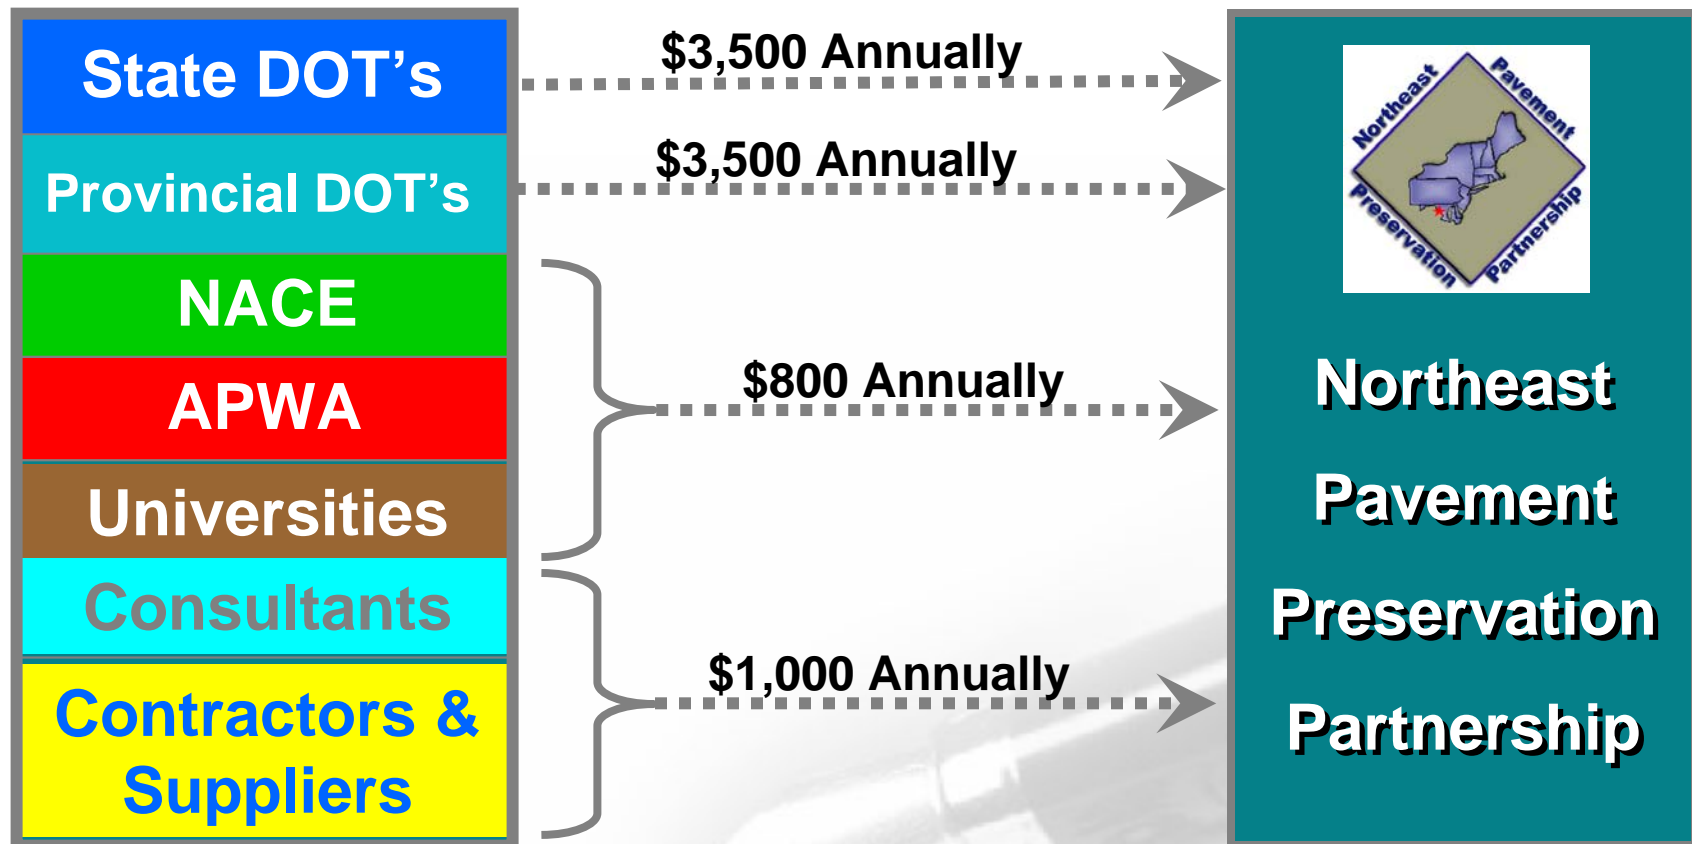 State DOT's
Provincial DOT's
NACE
APWA
Universities
Consultants
Contractors &
Suppliers
$3,500 Annually
$3,500 Annually
$800 Annually
$1,000 Annually
Northeast
Pavement
Preservation
Partnership
Northeast
Pavement
Preservation
Partnership